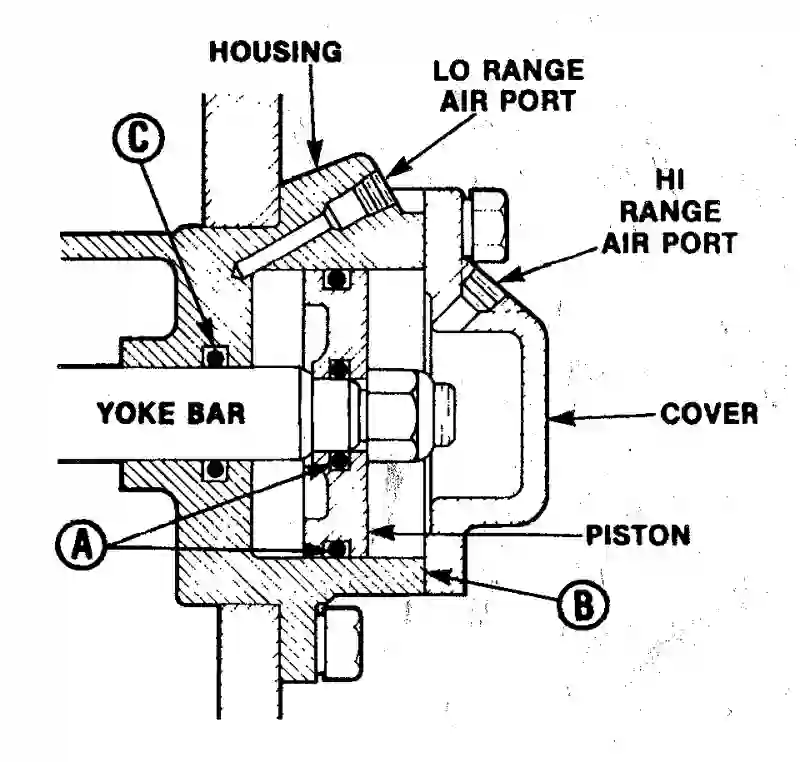 HOUSING
LO RANGE
AIR PORT
C
HI
RANGE
AIR PORT
YOKE BAR
COVER
A
PISTON
B